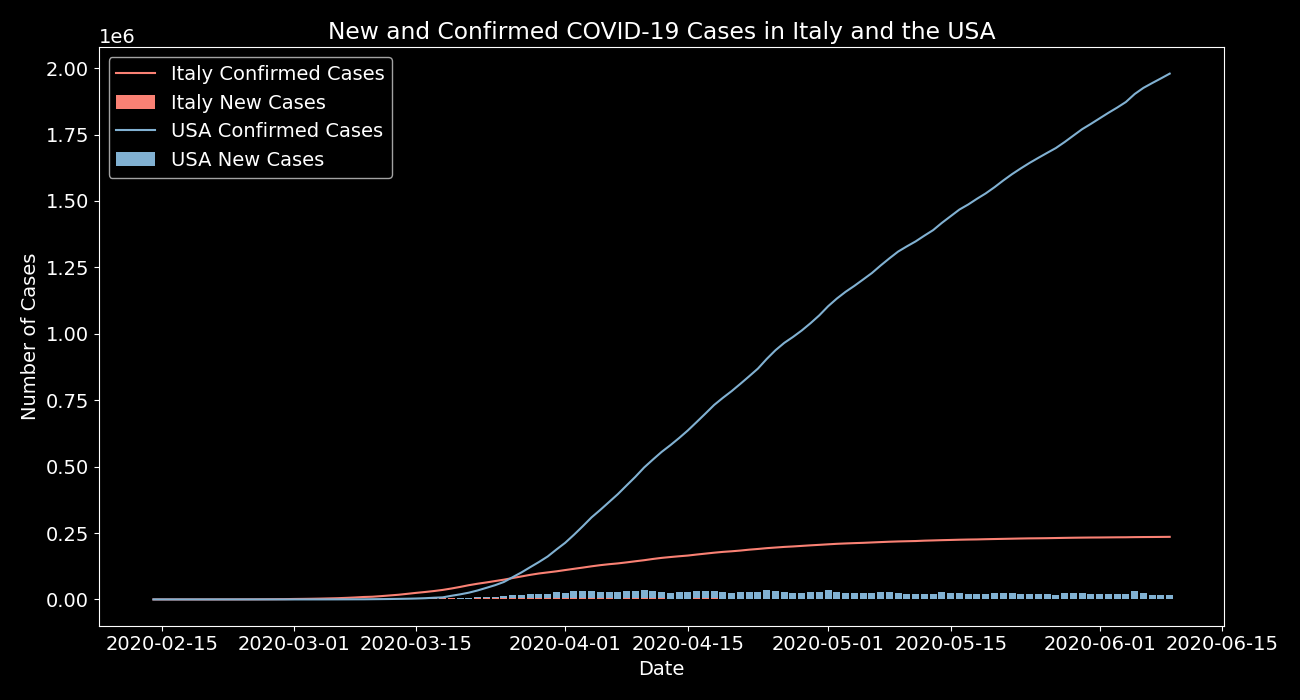 New and Confirmed COVID-19 Cases in Italy and the USA
1e6
Italy Confirmed Cases
Italy New Cases
USA Confirmed Cases
USA New Cases
2.00
1.75
1.50
1.25
1.00
0.75
0.50
0.25
0.00
Number of Cases
2020-02-15 2020-03-01 2020-03-15 2020-04-01 2020-04-15 2020-05-01 2020-05-15 2020-06-01 2020-06-15
Date